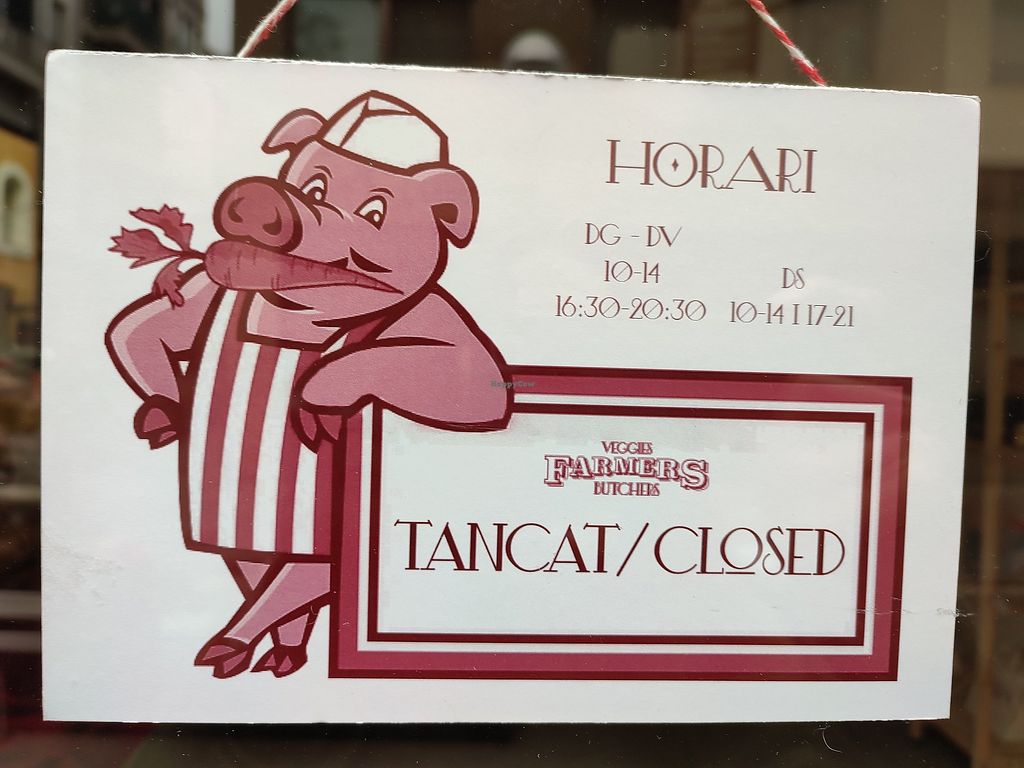 HORARI
DG - DV
10-14
16:30-20:30
DS
10-14 I 17-21
HappyCow
VEGGIES
FARMERS
BUTCHERS
TANCAT/CLOSED